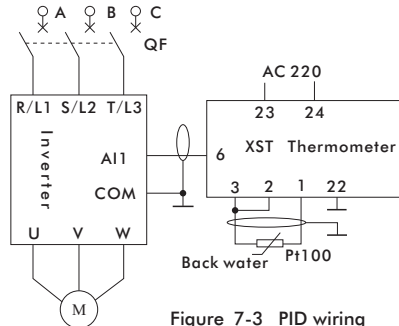 A B C
QF
R/L1 S/L2 T/L3
AC 220
23 24
Inverter
AI1
6
XST Thermometer
COM
3 2 1 22
U V W
Back water
Pt100
M
Figure 7-3 PID wiring